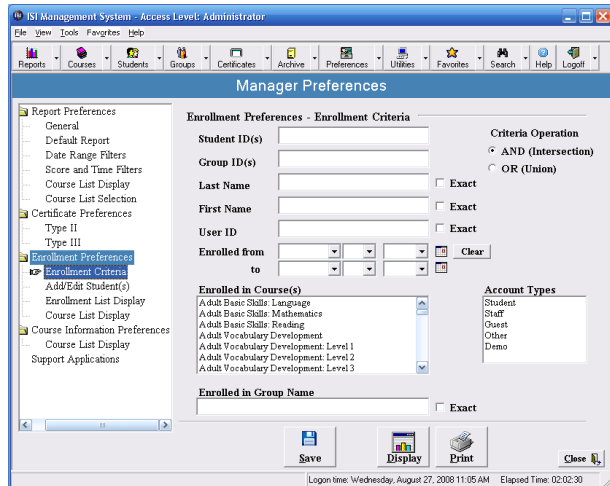 ISI Management System - Access Level: Administrator
File View Tools Favorites Help
Reports Courses Students Groups Certificates Archive Preferences Utilities Favorites Search Help Logoff
Manager Preferences
Report Preferences
General
Default Report
Date Range Filters
Score and Time Filters
Course List Display
Course List Selection
Certificate Preferences
Type II
Type III
Enrollment Preferences
Enrollment Criteria
Add/Edit Student(s)
Enrollment List Display
Course List Display
Course Information Preferences
Course List Display
Support Applications
Enrollment Preferences - Enrollment Criteria
Student ID(s)
Group ID(s)
Last Name Exact
First Name Exact
User ID Exact
Criteria Operation
AND (Intersection)
OR (Union)
Enrolled from Clear
to
Enrolled in Course(s)
Adult Basic Skills: Language
Adult Basic Skills: Mathematics
Adult Basic Skills: Reading
Adult Vocabulary Development
Adult Vocabulary Development: Level 1
Adult Vocabulary Development: Level 2
Adult Vocabulary Development: Level 3
Account Types
Student
Staff
Guest
Other
Demo
Enrolled in Group Name
Exact
Save Display Print Close
Logon time: Wednesday, August 27, 2008 11:05 AM Elapsed Time: 02:02:30